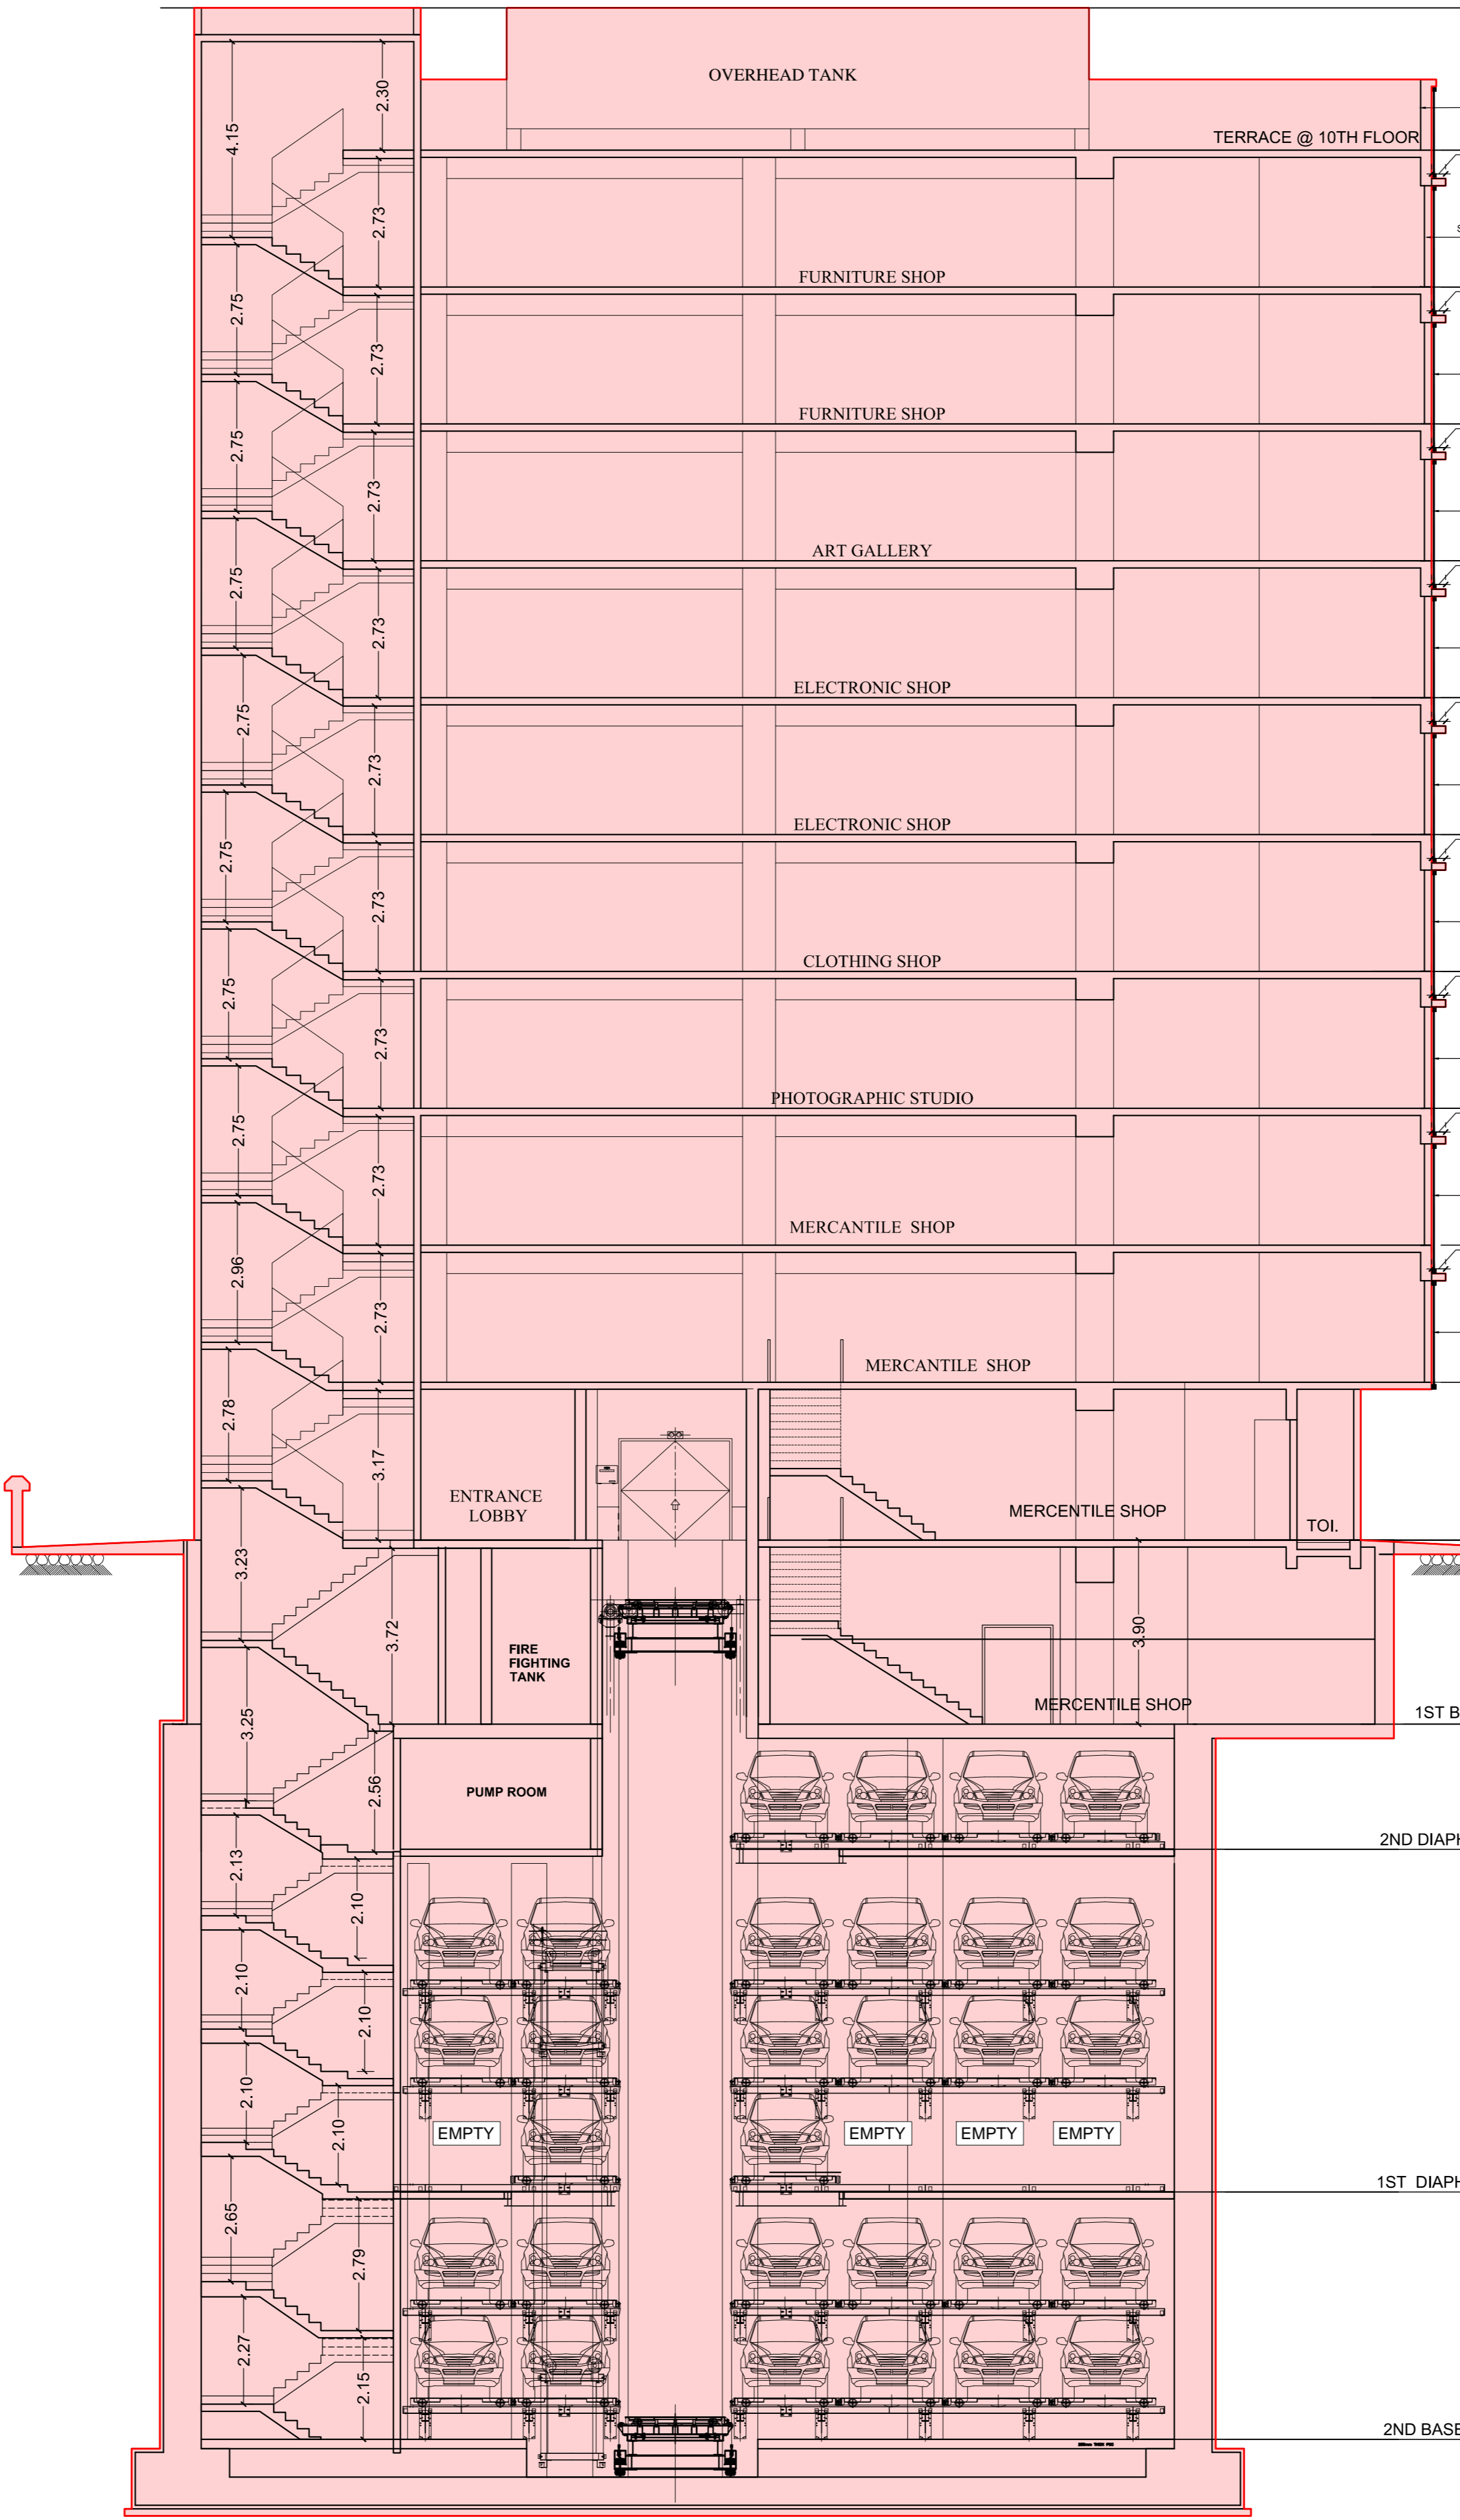 OVERHEAD TANK
2.30
4.15
TERRACE @ 10TH FLOOR
2.73
FURNITURE SHOP
2.75
2.73
FURNITURE SHOP
2.75
2.73
ART GALLERY
2.75
2.73
ELECTRONIC SHOP
2.75
2.73
ELECTRONIC SHOP
2.75
2.73
CLOTHING SHOP
2.75
2.73
PHOTOGRAPHIC STUDIO
2.75
2.73
MERCANTILE SHOP
2.96
2.73
MERCANTILE SHOP
2.78
3.17
ENTRANCE
LOBBY
MERCENTILE SHOP
TOI.
3.23
3.72
3.90
FIRE
FIGHTING
TANK
MERCENTILE SHOP
1ST B
3.25
2.56
PUMP ROOM
2ND DIAPH
2.13
2.10
2.10
2.10
2.10
2.10
EMPTY
EMPTY
EMPTY
EMPTY
1ST DIAPH
2.65
2.79
2.27
2.15
2ND BASE